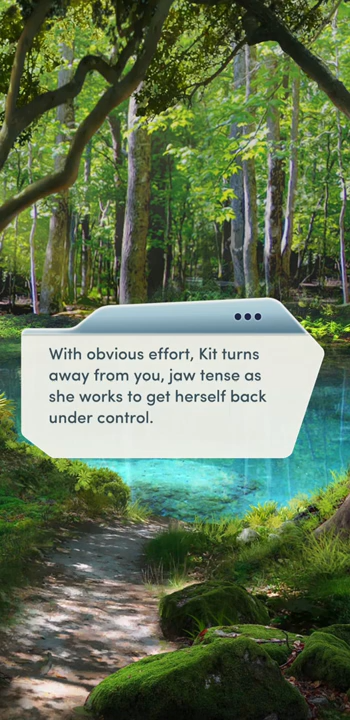 With obvious effort, Kit turns
away from you, jaw tense as
she works to get herself back
under control.